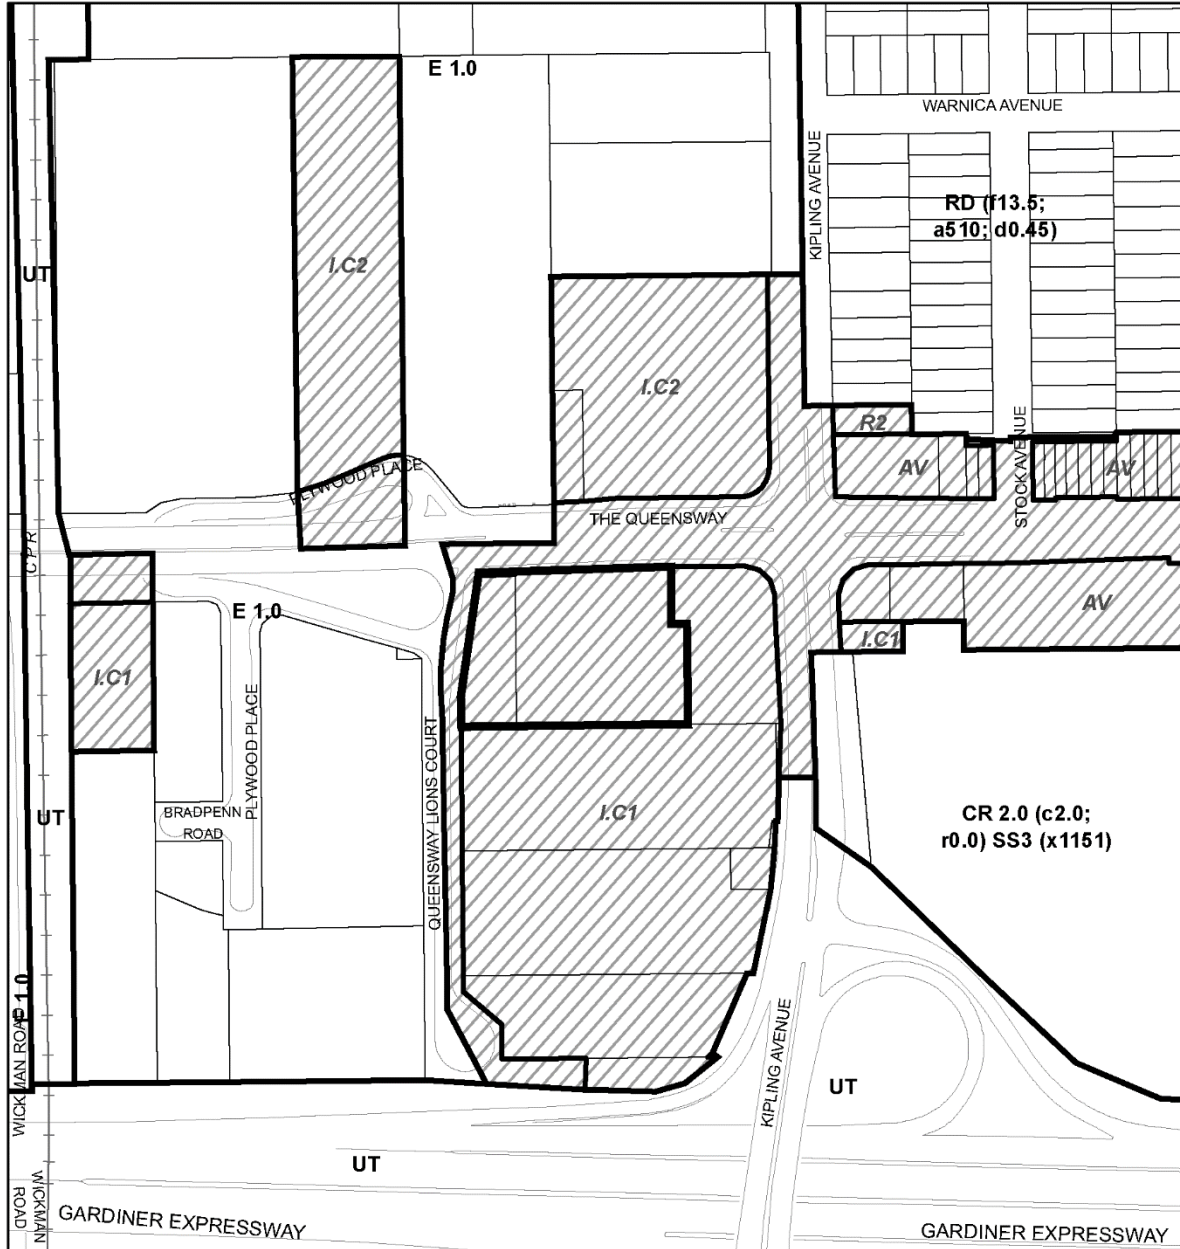 E 1.0
WARNICA AVENUE
KIPLING AVENUE
RD (f13.5;
a510; d0.45)
UT
I.C2
I.C2
R2
AV
STOCK AVENUE
AV
PLYWOOD PLACE
THE QUEENSWAY
CPR
E 1.0
AV
I.C1
I.C1
PLYWOOD PLACE
QUEENSWAY LIONS COURT
BRADPENN
ROAD
UT
I.C1
CR 2.0 (c2.0;
r0.0) SS3 (x1151)
E 1.0
WICKMAN ROAD
KIPLING AVENUE
UT
UT
WICKMAN
ROAD
GARDINER EXPRESSWAY
GARDINER EXPRESSWAY